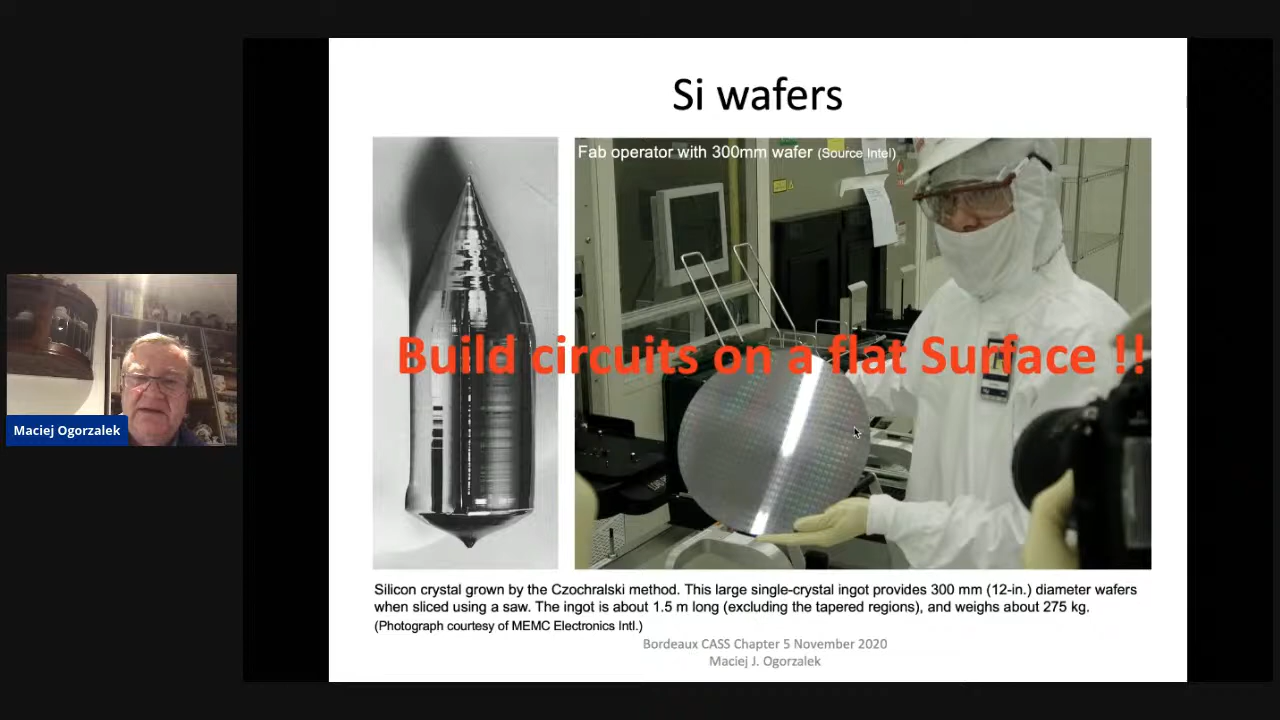 Si wafers
Fab operator with 300mm wafer (Source Intel)
Build circuits on a flat Surface !!
Maciej Ogorzalek
Silicon crystal grown by the Czochralski method. This large single-crystal ingot provides 300 mm (12-in.) diameter wafers
when sliced using a saw. The ingot is about 1.5 m long (excluding the tapered regions), and weighs about 275 kg.
(Photograph courtesy of MEMC Electronics Intl.)
Bordeaux CASS Chapter 5 November 2020
Maciej J. Ogorzalek